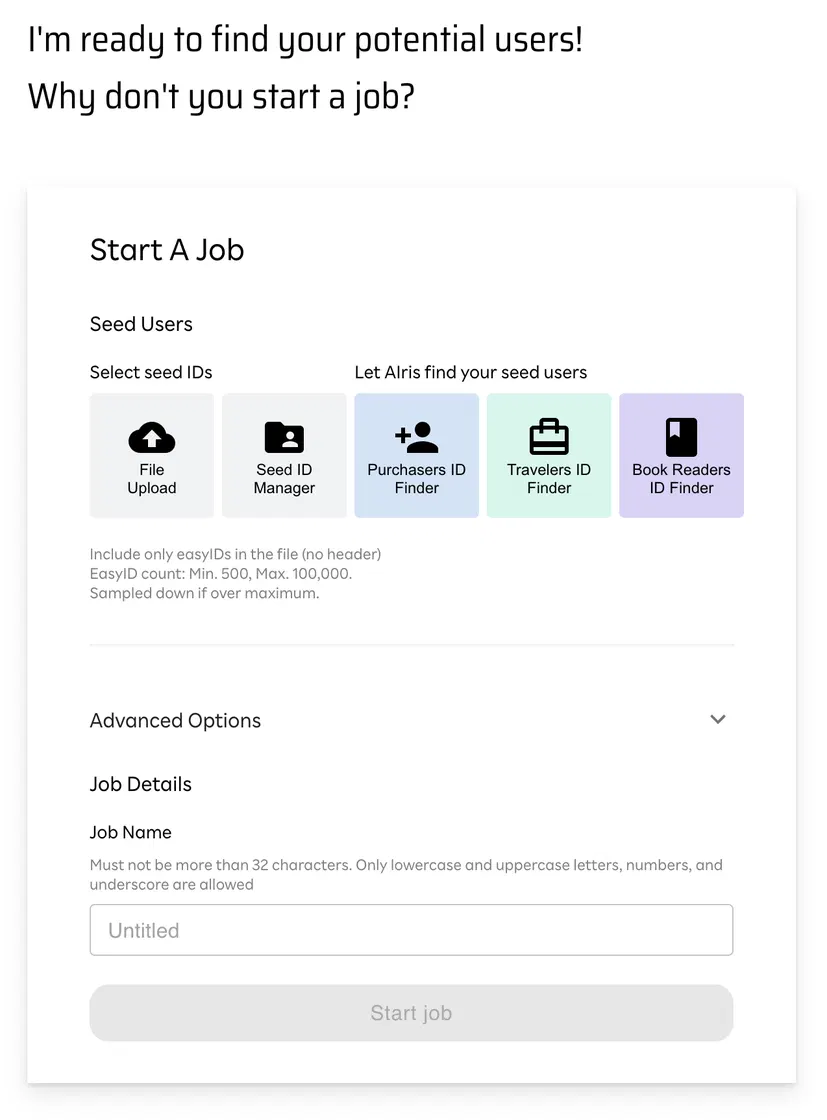 I'm ready to find your potential users!
Why don't you start a job?
Start A Job
Seed Users
Select seed IDs
Let AIris find your seed users
File
Upload
Seed ID
Manager
Purchasers ID
Finder
Travelers ID
Finder
Book Readers
ID Finder
Include only easyIDs in the file (no header)
EasyID count: Min. 500, Max. 100,000.
Sampled down if over maximum.
Advanced Options
Job Details
Job Name
Must not be more than 32 characters. Only lowercase and uppercase letters, numbers, and
underscore are allowed
Untitled
Start job